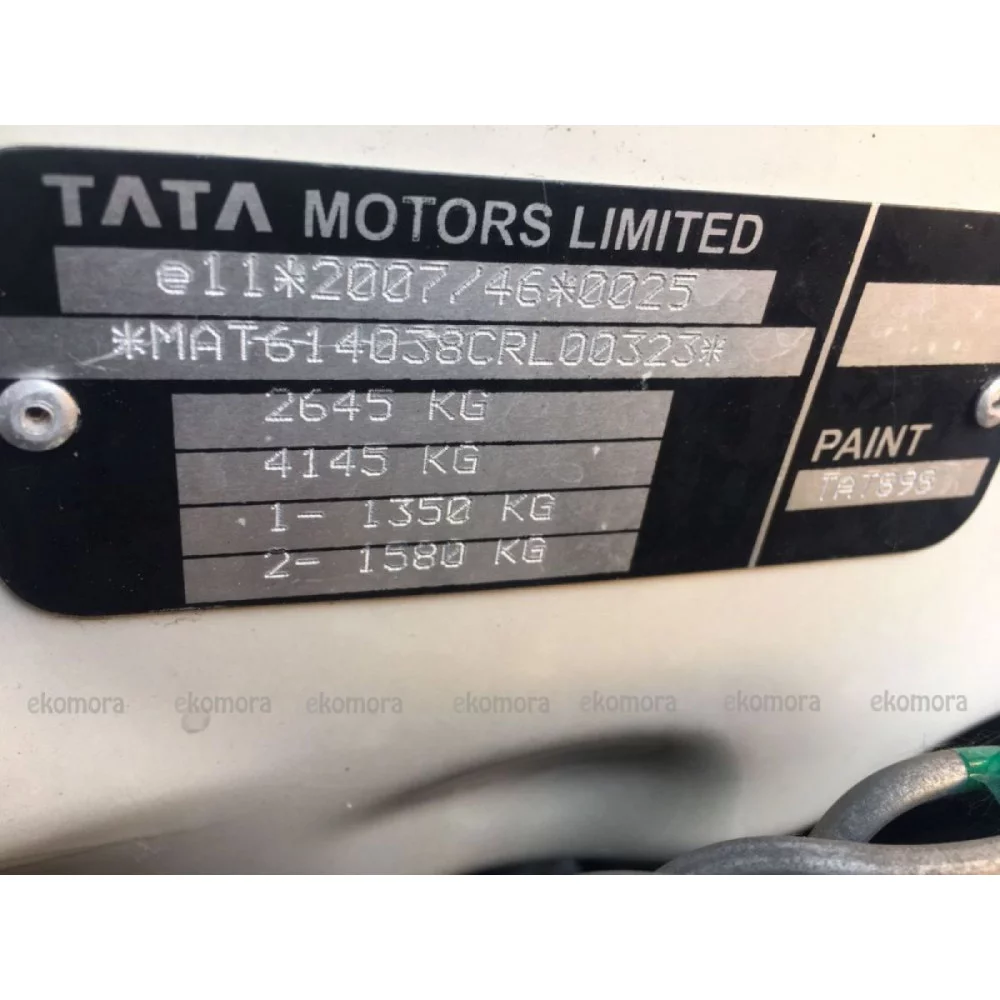 TATA MOTORS LIMITED
e11*2007/46*0025
*MAT614038CRL00323*
2645 KG
4145 KG
1- 1350 KG
2- 1580 KG
PAINT
ekomora ekomora ekomora ekomora ekomora ekomora ekomora